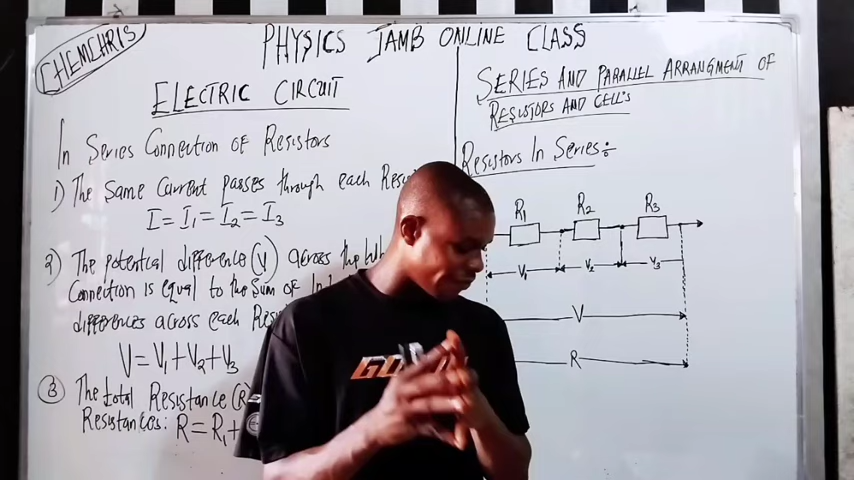 CHEMCHRIS
PHYSICS JAMB ONLINE CLASS
ELECTRIC CIRCUIT
In Series Connection of Resistors
1) The Same Current Passes through each
I = I1 = I2 = I3
2) The potential difference (V) across the
Connection is equal to the Sum of
differences across each
V = V1 + V2 + V3
3 The total Resistance (R)
Resistances: R = R1 +
SERIES AND PARALLEL ARRANGMENT OF
RESISTORS AND CELL'S
Resistors In Series:-
R1 R2 R3
V1 V2 V3
V
R